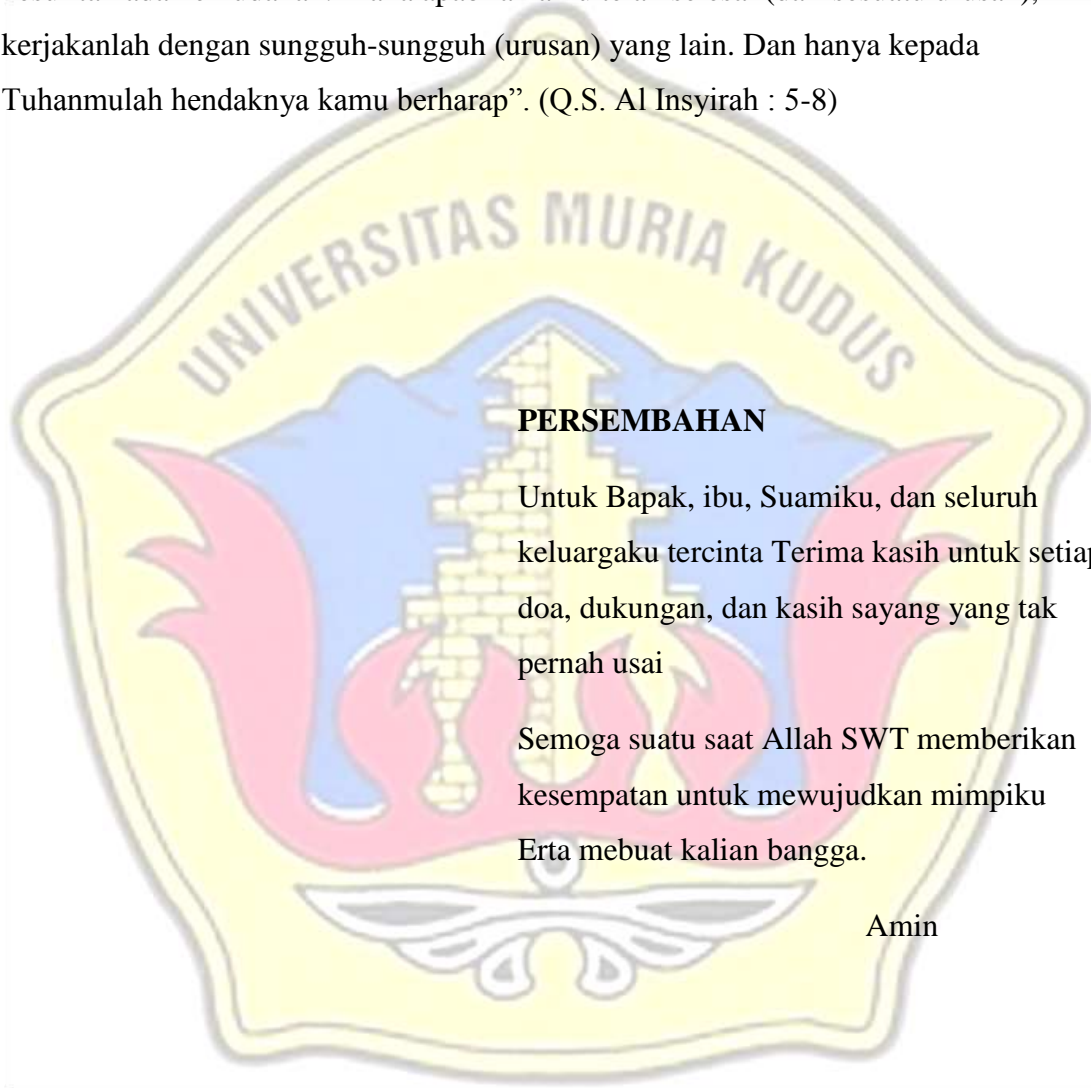 kerjakanlah dengan sungguh-sungguh (urusan) yang lain. Dan hanya kepada
Tuhanmulah hendaknya kamu berharap”. (Q.S. Al Insyirah : 5-8)
UNIVERSITAS MURIA KUDUS
PERSEMBAHAN
Untuk Bapak, ibu, Suamiku, dan seluruh
keluargaku tercinta Terima kasih untuk setiap
doa, dukungan, dan kasih sayang yang tak
pernah usai
Semoga suatu saat Allah SWT memberikan
kesempatan untuk mewujudkan mimpiku
Erta mebuat kalian bangga.
Amin